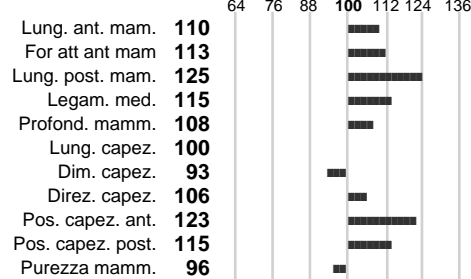 64 76 88 100 112 124 136
Lung. ant. mam. 110
For att ant mam 113
Lung. post. mam. 125
Legam. med. 115
Profond. mamm. 108
Lung. capez. 100
Dim. capez. 93
Direz. capez. 106
Pos. capez. ant. 123
Pos. capez. post. 115
Purezza mamm. 96